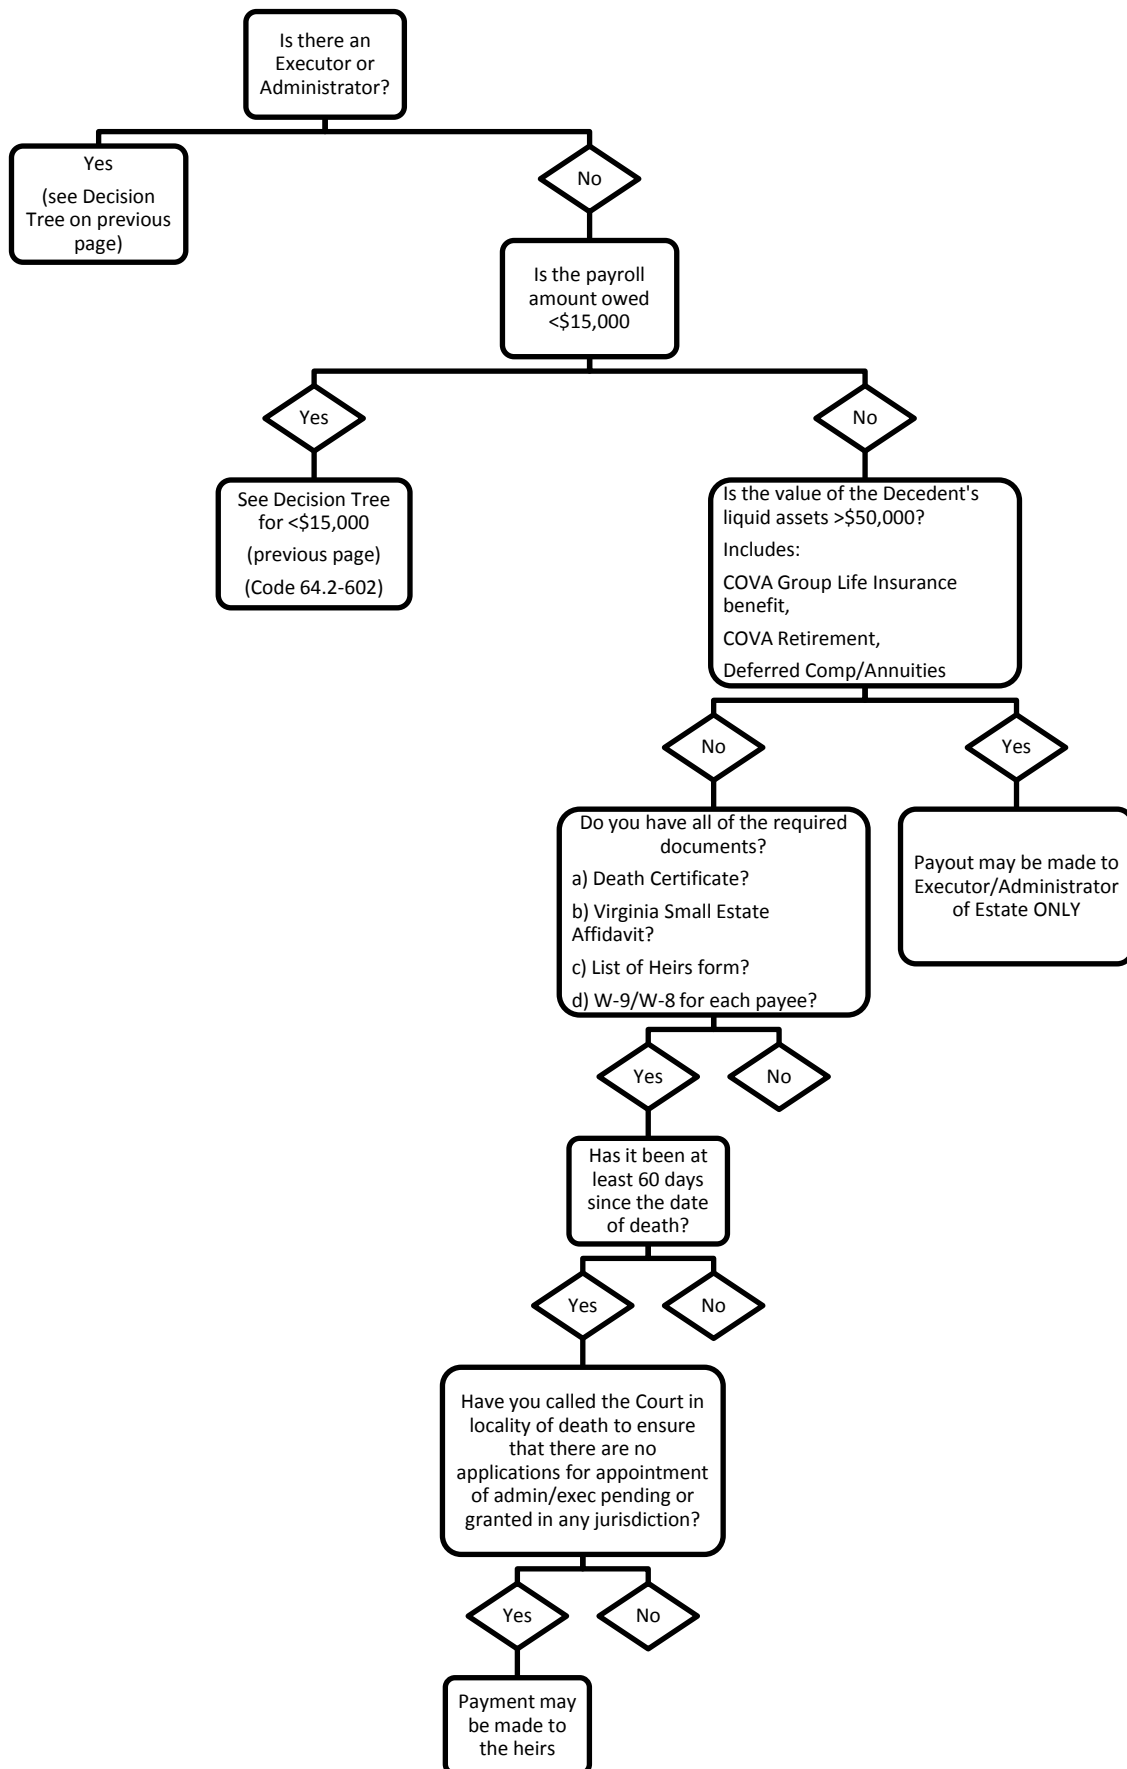 Is there an
Executor or
Administrator?
Yes
(see Decision
Tree on previous
page)
No
Is the payroll
amount owed
<$15,000
Yes
No
See Decision Tree
for <$15,000
(previous page)
(Code 64.2-602)
Is the value of the Decedent's
liquid assets >$50,000?
Includes:
COVA Group Life Insurance
benefit,
COVA Retirement,
Deferred Comp/Annuities
No
Yes
Do you have all of the required
documents?
a) Death Certificate?
b) Virginia Small Estate
Affidavit?
c) List of Heirs form?
d) W-9/W-8 for each payee?
Payout may be made to
Executor/Administrator
of Estate ONLY
Yes
No
Has it been at
least 60 days
since the date
of death?
Yes
No
Have you called the Court in
locality of death to ensure
that there are no
applications for appointment
of admin/exec pending or
granted in any jurisdiction?
Yes
No
Payment may
be made to
the heirs